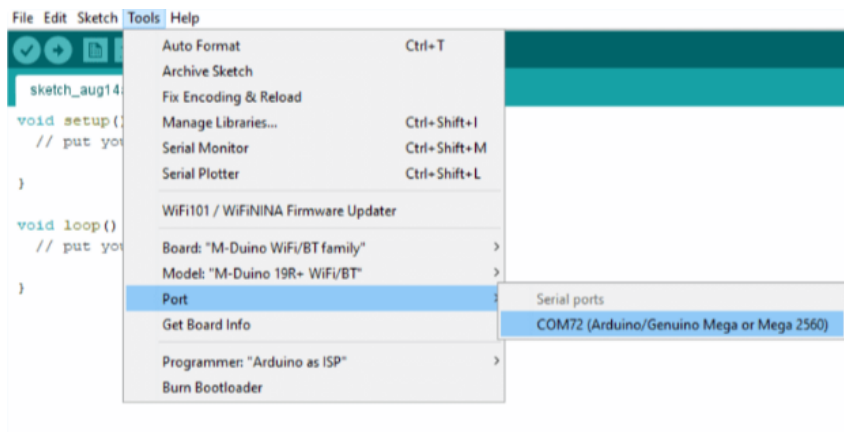 File Edit Sketch Tools Help
Auto Format Ctrl+T
Archive Sketch
sketch_aug14
Fix Encoding & Reload
void setup()
Manage Libraries... Ctrl+Shift+I
// put you
Serial Monitor Ctrl+Shift+M
Serial Plotter Ctrl+Shift+L
}
WiFi101 / WiFiNINA Firmware Updater
void loop()
// put you
Board: "M-Duino WiFi/BT family"
Model: "M-Duino 19R+ WiFi/BT"
}
Port
Serial ports
Get Board Info
COM72 (Arduino/Genuino Mega or Mega 2560)
Programmer: "Arduino as ISP"
Burn Bootloader